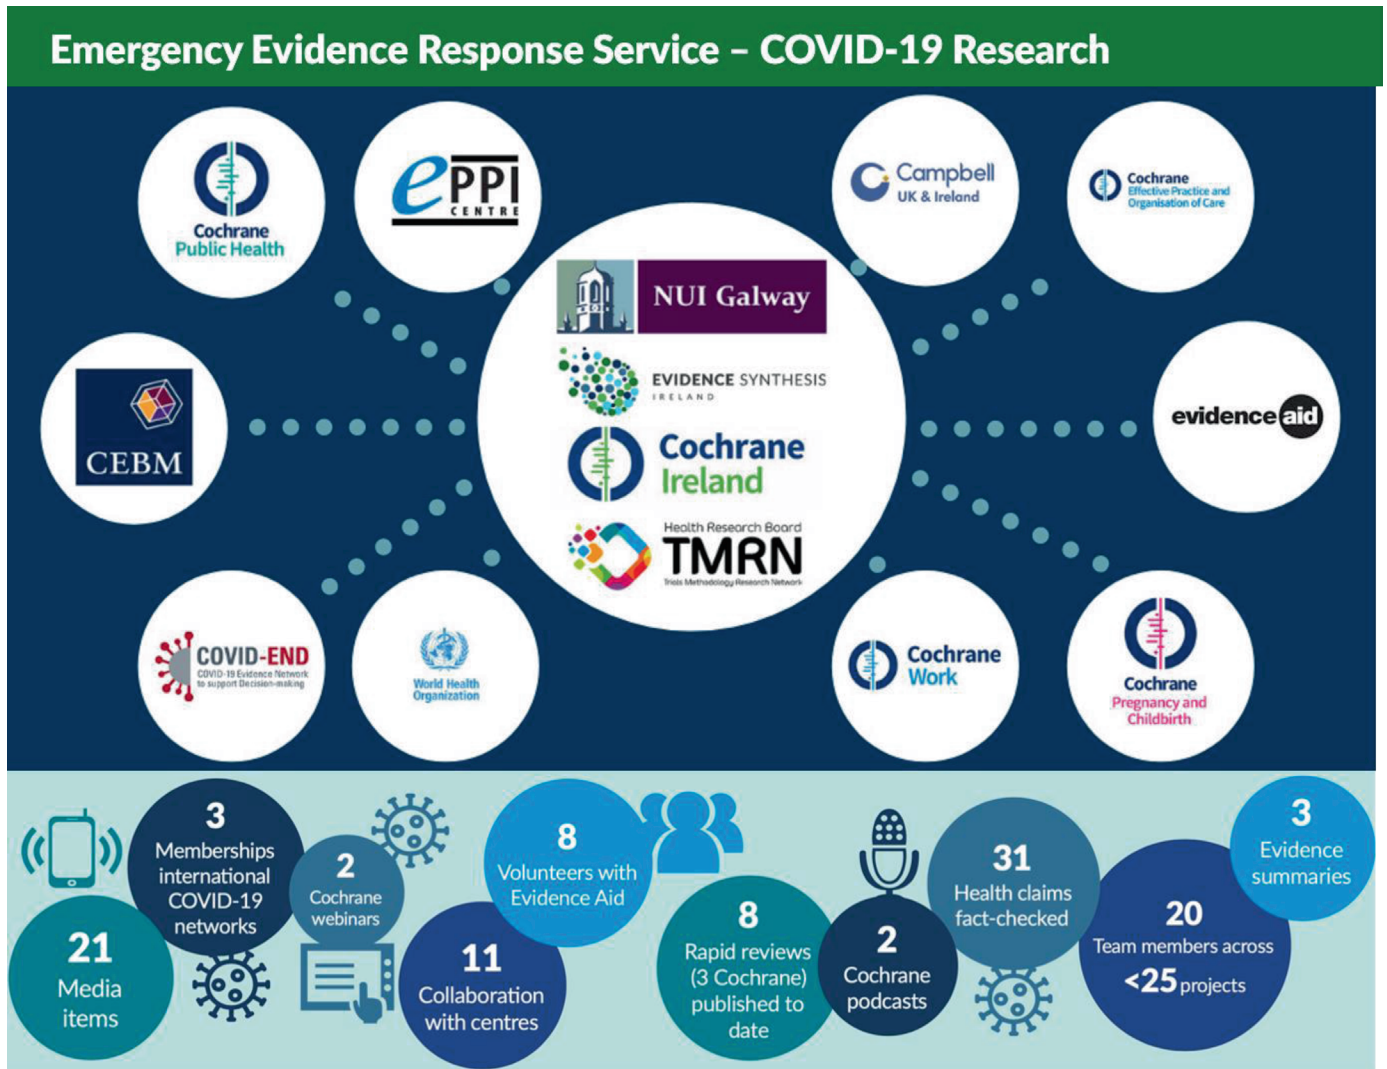 Emergency Evidence Response Service – COVID-19 Research
Cochrane
Public Health
ePPI
CENTRE
Campbell
UK & Ireland
Cochrane
Effective Practice and
Organisation of Care
NUI Galway
EVIDENCE SYNTHESIS
IRELAND
Cochrane
Ireland
Health Research Board
TMRN
Trials Methodology Research Network
CEBM
evidence aid
COVID-END
COVID-19 Evidence Network
to support Decision-making
World Health
Organization
Cochrane
Work
Cochrane
Pregnancy and
Childbirth
21
Media
items
3
Memberships
international
COVID-19
networks
2
Cochrane
webinars
11
Collaboration
with centres
8
Volunteers with
Evidence Aid
8
Rapid reviews
(3 Cochrane)
published to
date
2
Cochrane
podcasts
31
Health claims
fact-checked
20
Team members across
<25 projects
3
Evidence
summaries